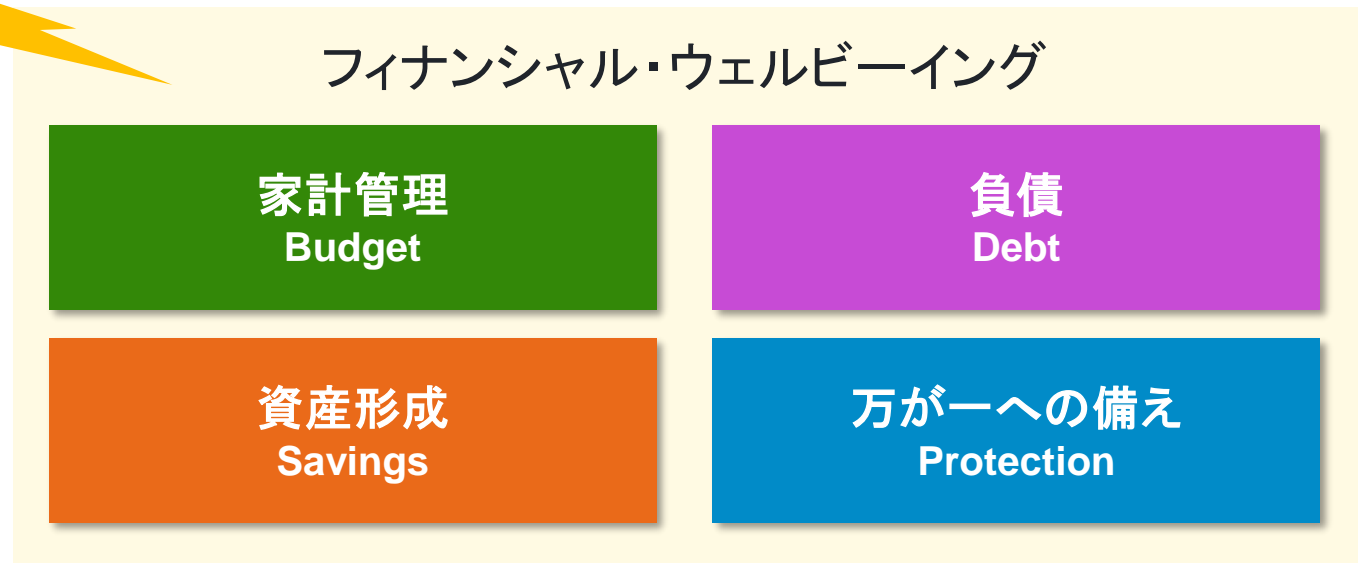 フィナンシャル・ウェルビーイング
家計管理
Budget
負債
Debt
資産形成
Savings
万が一への備え
Protection